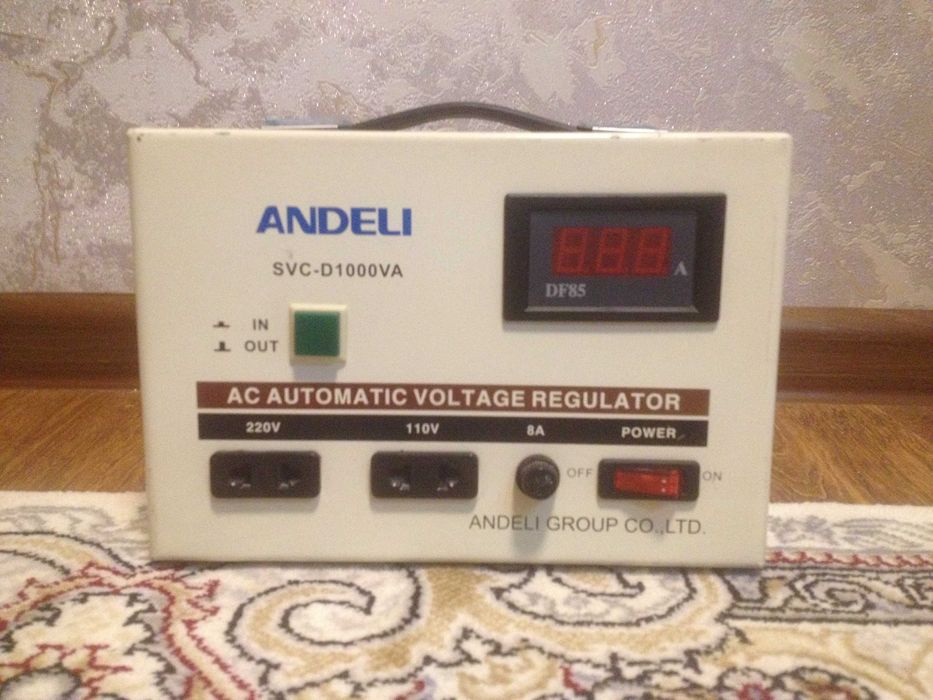 ANDELI
SVC-D1000VA
A
DF85
IN
OUT
AC AUTOMATIC VOLTAGE REGULATOR
220V 110V 8A POWER
OFF ON
ANDELI GROUP CO.,LTD.